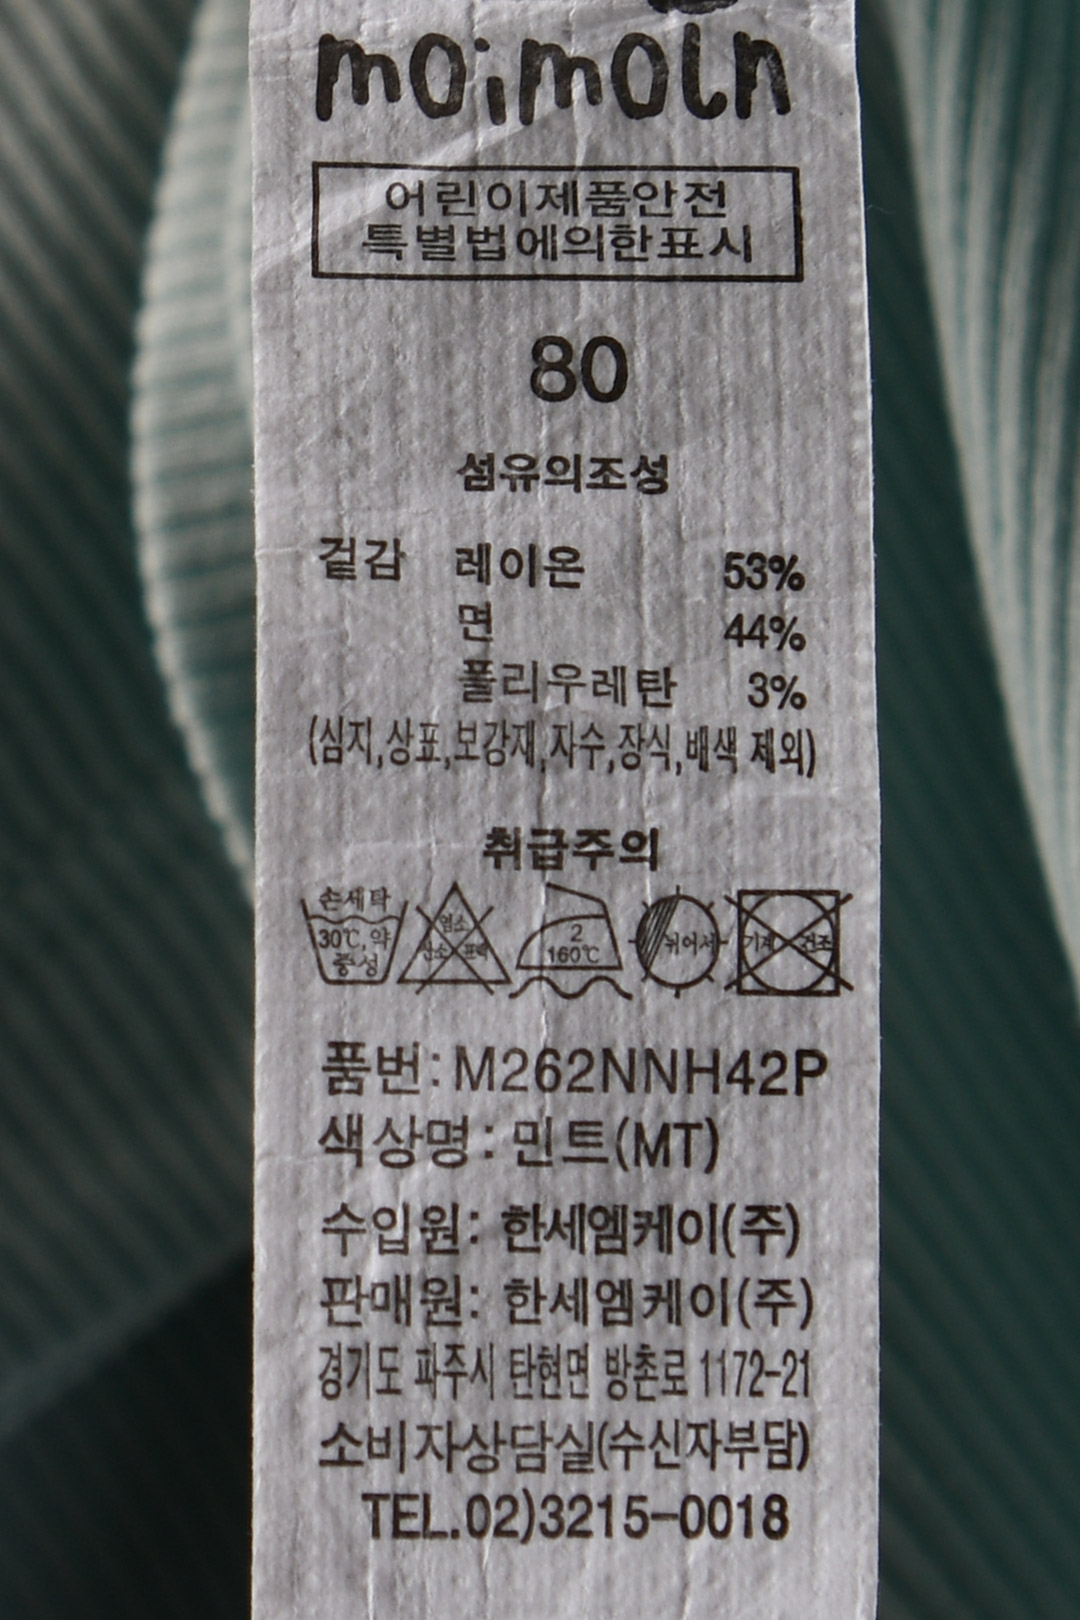 moimoln
어린이제품안전
특별법에의한표시
80
섬유의조성
겉감 레이온 53%
면 44%
폴리우레탄 3%
(심지,상표,보강재,자수,장식,배색 제외)
취급주의
손세탁
30℃,약
중성
염소
산소 표백
2
160℃
뉘어서
기계 건조
품번:M262NNH42P
색상명:민트(MT)
수입원: 한세엠케이(주)
판매원: 한세엠케이(주)
경기도 파주시 탄현면 방촌로 1172-21
소비자상담실(수신자부담)
TEL.02)3215-0018